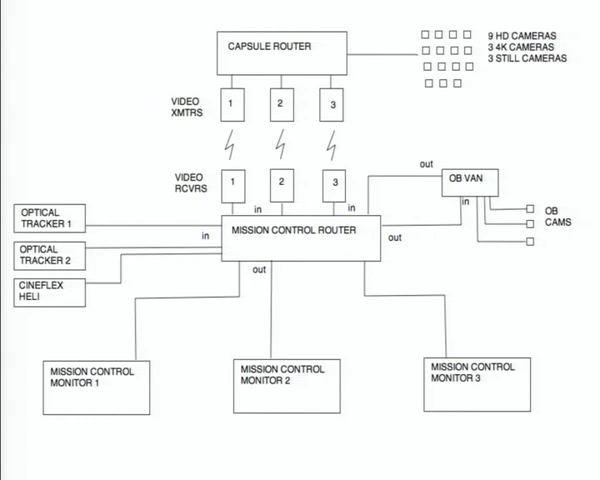 CAPSULE ROUTER
9 HD CAMERAS
3 4K CAMERAS
3 STILL CAMERAS
VIDEO
XMTRS
1
2
3
VIDEO
RCVRS
1
2
3
out
OB VAN
in
in
in
OB
CAMS
OPTICAL
TRACKER 1
in
MISSION CONTROL ROUTER
out
OPTICAL
TRACKER 2
out
CINEFLEX
HELI
MISSION CONTROL
MONITOR 1
MISSION CONTROL
MONITOR 2
MISSION CONTROL
MONITOR 3